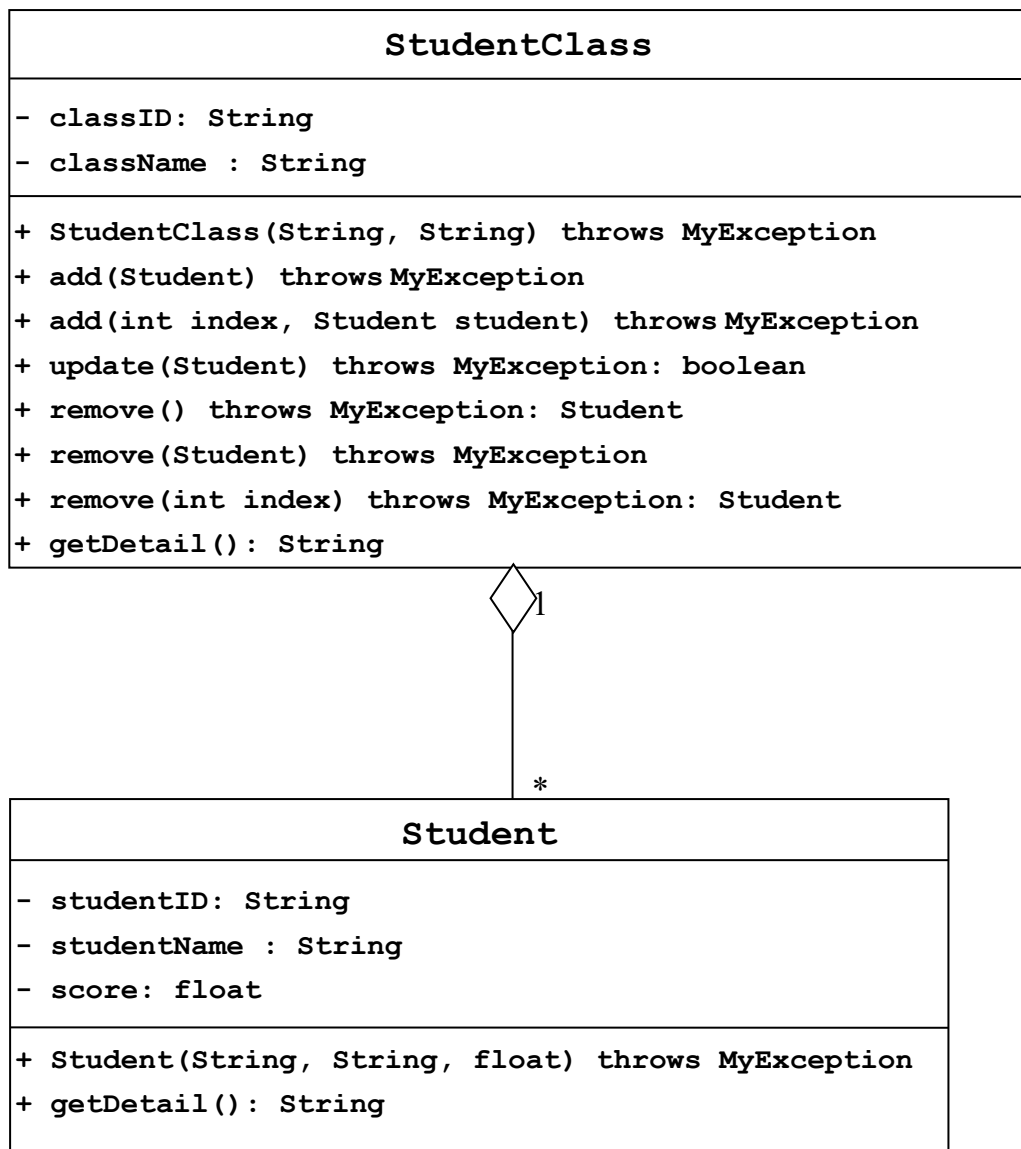 StudentClass
- classID: String
- className : String
+ StudentClass(String, String) throws MyException
+ add(Student) throws MyException
+ add(int index, Student student) throws MyException
+ update(Student) throws MyException: boolean
+ remove() throws MyException: Student
+ remove(Student) throws MyException
+ remove(int index) throws MyException: Student
+ getDetail(): String
1
*
Student
- studentID: String
- studentName : String
- score: float
+ Student(String, String, float) throws MyException
+ getDetail(): String